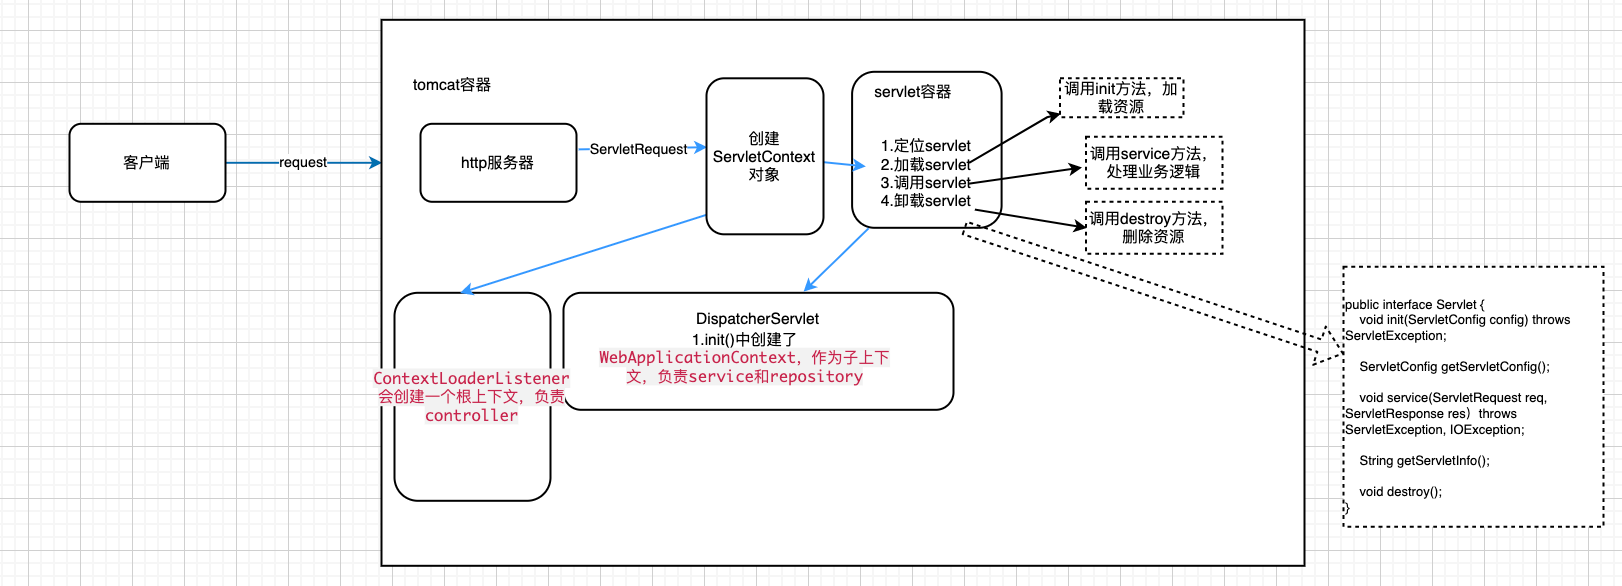 客户端
request
tomcat容器
http服务器
ServletRequest
创建
ServletContext
对象
servlet容器
1.定位servlet
2.加载servlet
3.调用servlet
4.卸载servlet
调用init方法，加
载资源
调用service方法，
处理业务逻辑
调用destroy方法，
删除资源
ContextLoaderListener
会创建一个根上下文，负责
controller
DispatcherServlet
1.init()中创建了
WebApplicationContext，作为子上下
文，负责service和repository
public interface Servlet {
void init(ServletConfig config) throws
ServletException;
ServletConfig getServletConfig();
void service(ServletRequest req,
ServletResponse res）throws
ServletException, IOException;
String getServletInfo();
void destroy();
}